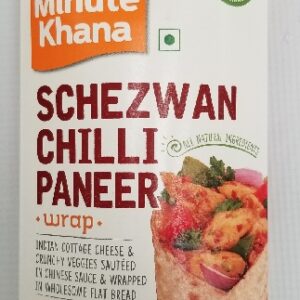 Minute
Khana
SCHEZWAN
CHILLI
PANEER
wrap
ALL NATURAL INGREDIENTS
INDIAN COTTAGE CHEESE &
CRUNCHY VEGGIES SAUTÉED
IN CHINESE SAUCE & WRAPPED
IN WHOLESOME FLAT BREAD